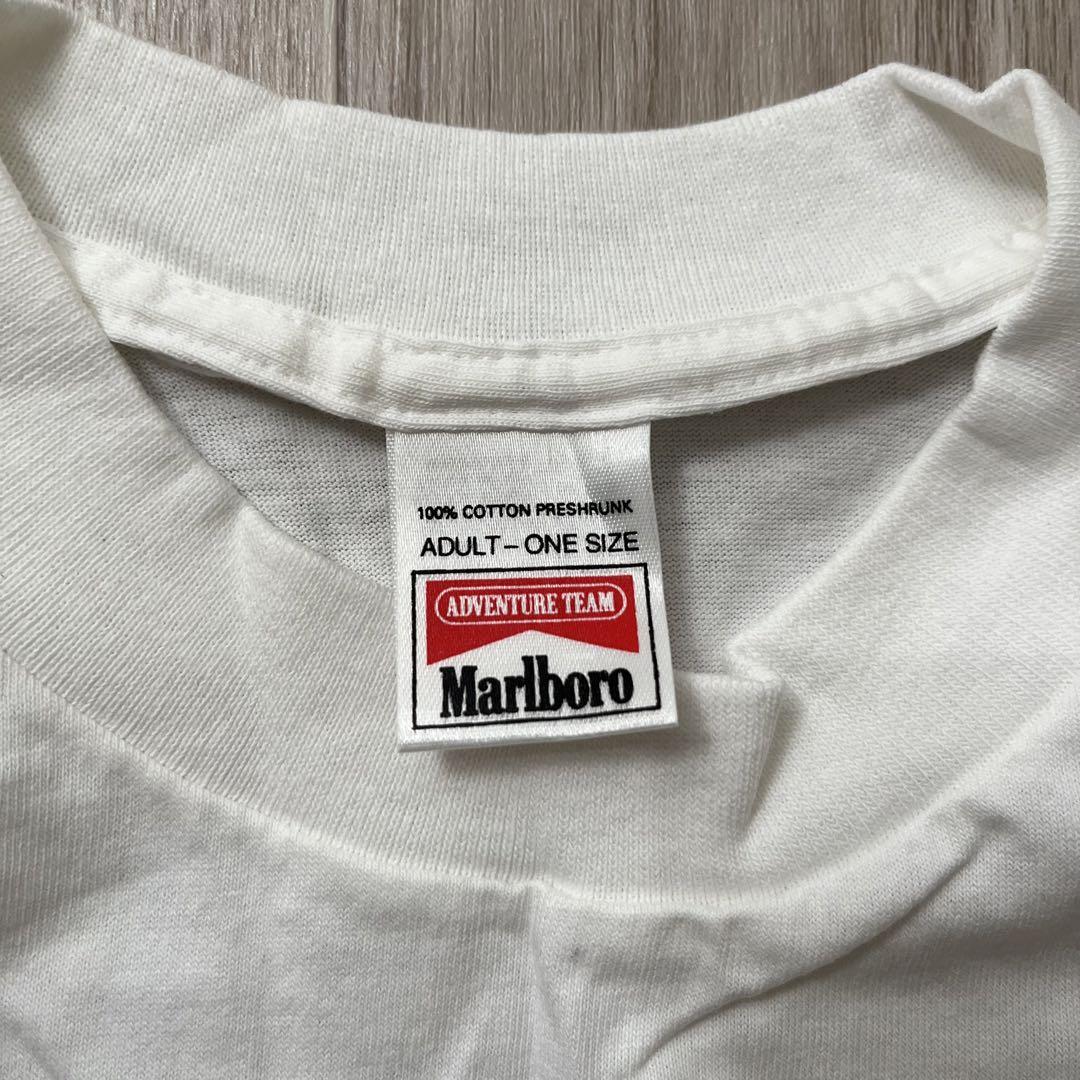 100% COTTON PRESHRUNK
ADULT – ONE SIZE
ADVENTURE TEAM
Marlboro